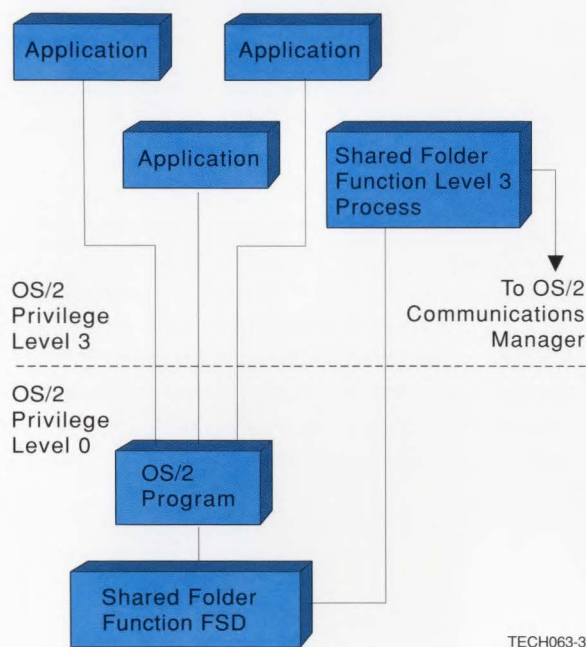 Application
Application
Application
Shared Folder
Function Level 3
Process
OS/2
Privilege
Level 3
To OS/2
Communications
Manager
OS/2
Privilege
Level 0
OS/2
Program
Shared Folder
Function FSD
TECH063-3